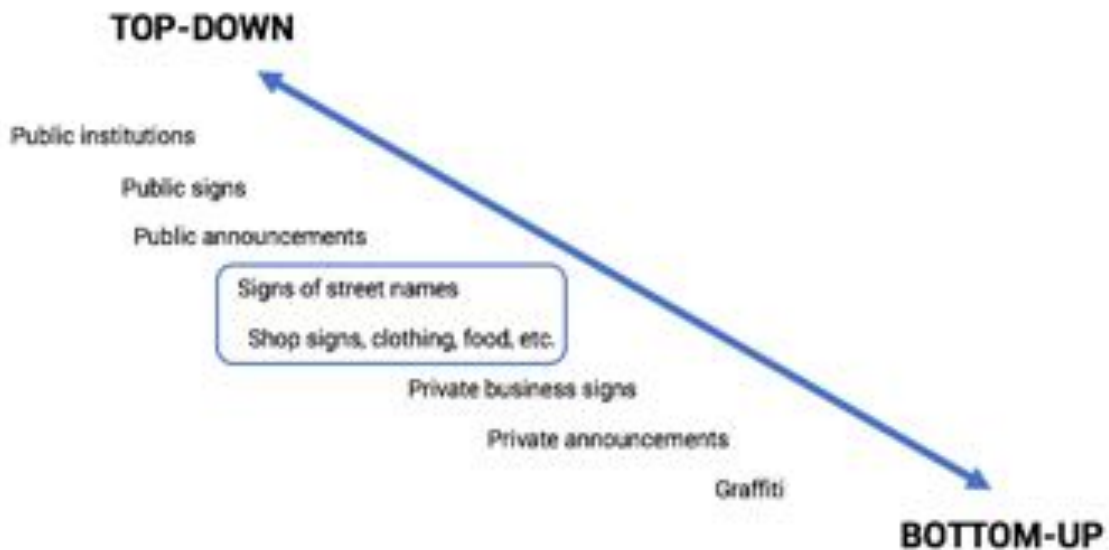 TOP-DOWN
Public institutions
Public signs
Public announcements
Signs of street names
Shop signs, clothing, food, etc.
Private business signs
Private announcements
Graffiti
BOTTOM-UP